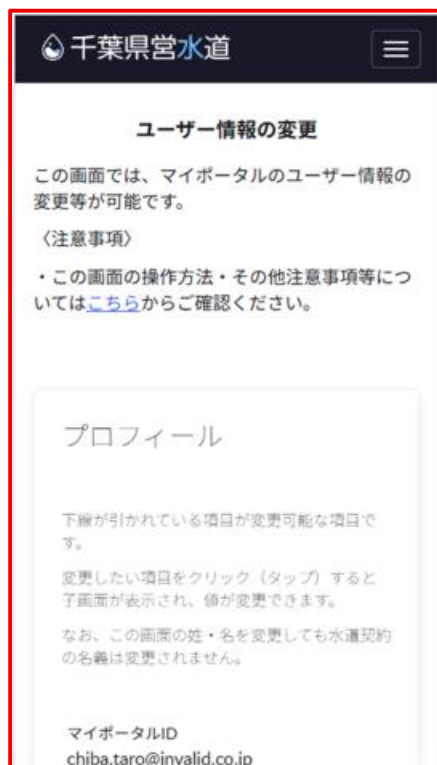 千葉県営水道
ユーザー情報の変更
この画面では、マイポータルのユーザー情報の
変更等が可能です。
〈注意事項〉
・この画面の操作方法・その他注意事項等につ
いてはこちらからご確認ください。
プロフィール
下線が引かれている項目が変更可能な項目で
す。
変更したい項目をクリック（タップ）すると
子画面が表示され、値が変更できます。
なお、この画面の姓・名を変更しても水道契約
の名義は変更されません。
マイポータルID
chiba.taro@invalid.co.jp